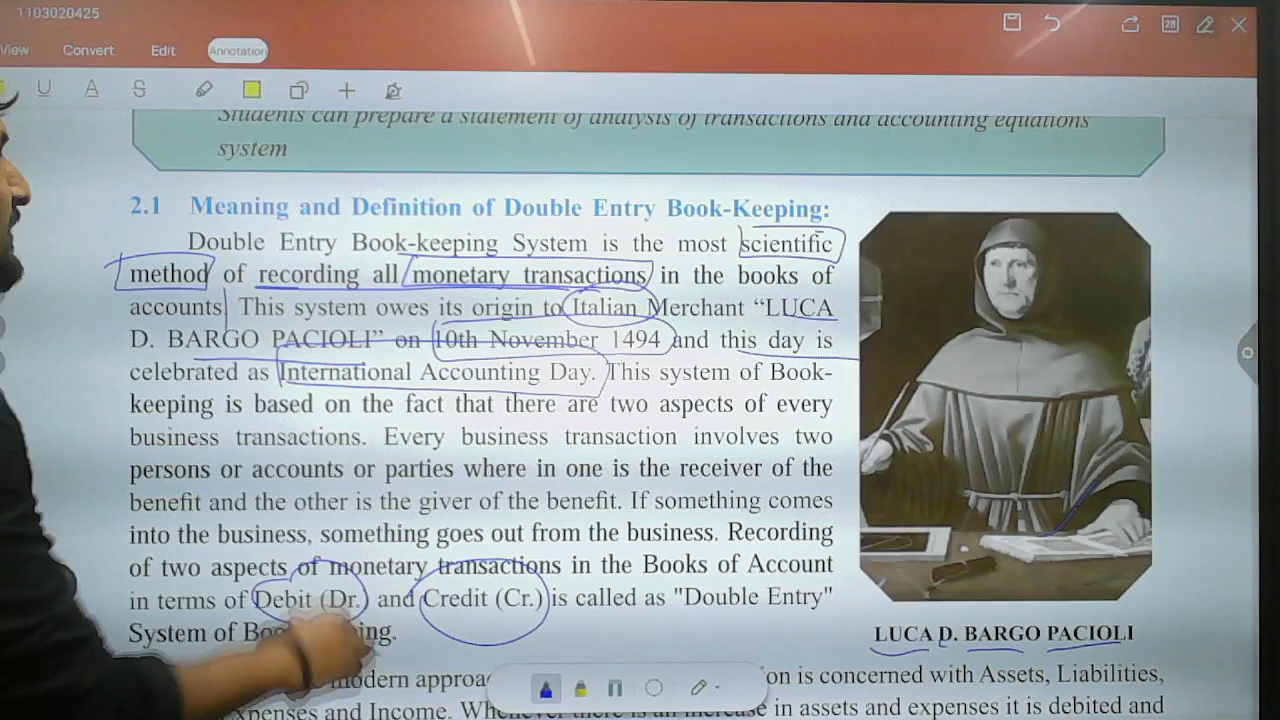 1103020425
View Convert Edit Annotation
28
Students can prepare a statement of analysis of transactions and accounting equations
system
2.1 Meaning and Definition of Double Entry Book-Keeping:
Double Entry Book-keeping System is the most scientific
method of recording all monetary transactions in the books of
accounts. This system owes its origin to Italian Merchant “LUCA
D. BARGO PACIOLI” on 10th November 1494 and this day is
celebrated as International Accounting Day. This system of Book-
keeping is based on the fact that there are two aspects of every
business transactions. Every business transaction involves two
persons or accounts or parties where in one is the receiver of the
benefit and the other is the giver of the benefit. If something comes
into the business, something goes out from the business. Recording
of two aspects of monetary transactions in the Books of Account
in terms of Debit (Dr.) and Credit (Cr.) is called as "Double Entry"
System of
LUCA D. BARGO PACIOLI
modern is concerned with Assets, Liabilities,
and Income. in assets and expenses it is debited and